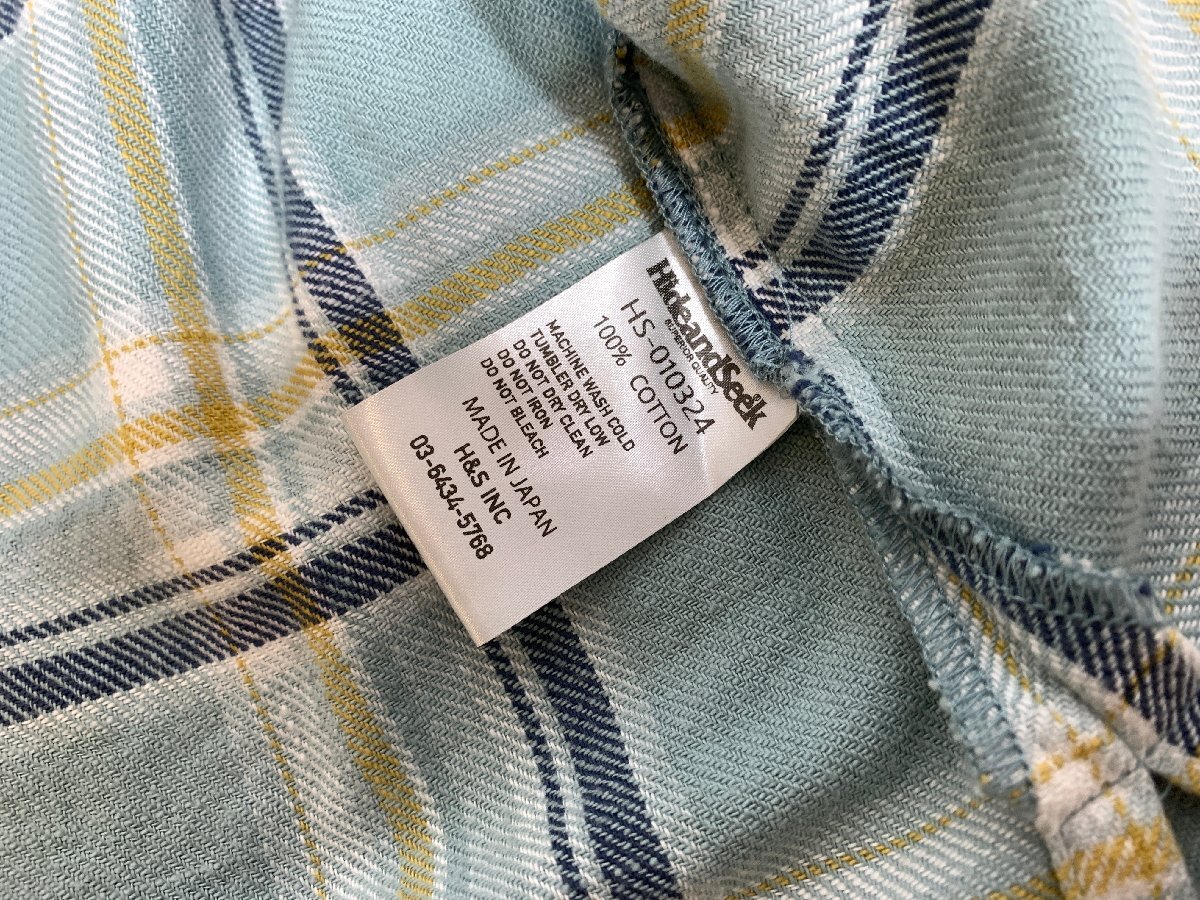 HideandSeek
SUPERIOR QUALITY
HS-010324
100% COTTON
MACHINE WASH COLD
TUMBLER DRY LOW
DO NOT DRY CLEAN
DO NOT IRON
DO NOT BLEACH
MADE IN JAPAN
H&S INC
03-6434-5768